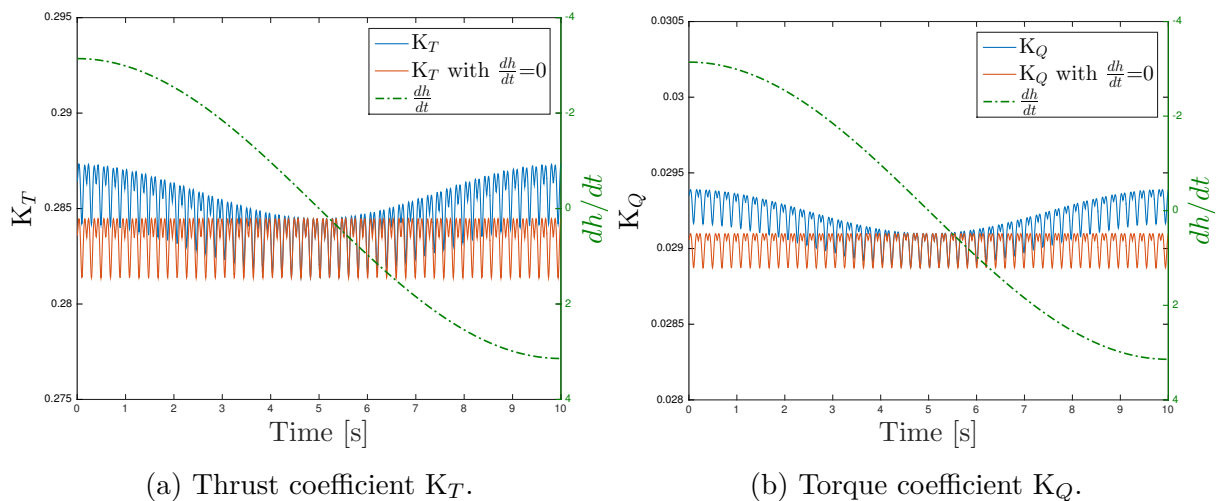 0.295
0.29
0.285
0.28
0.275
K_T
-4
-2
0
2
4
dh/dt
K_T
K_T with dh/dt=0
dh/dt
0 1 2 3 4 5 6 7 8 9 10
Time [s]
(a) Thrust coefficient K_T.
0.0305
0.03
0.0295
0.029
0.0285
0.028
K_Q
-4
-2
0
2
4
dh/dt
K_Q
K_Q with dh/dt=0
dh/dt
0 1 2 3 4 5 6 7 8 9 10
Time [s]
(b) Torque coefficient K_Q.